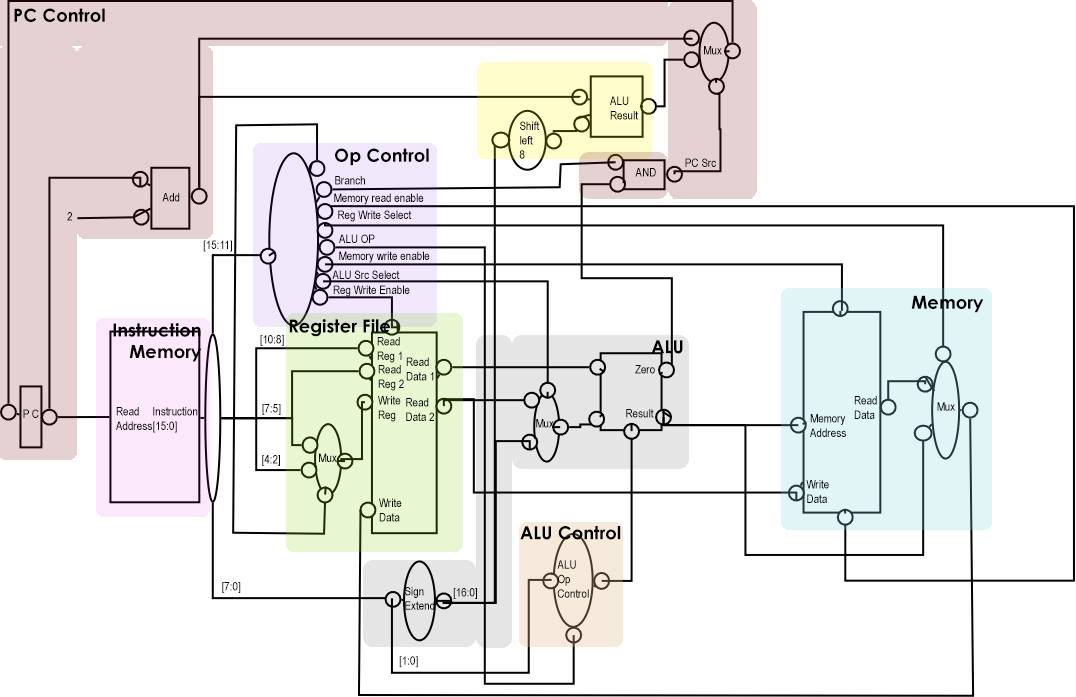 PC Control
Mux
ALU
Result
Shift
left
8
AND
PC Src
Op Control
Branch
Memory read enable
Reg Write Select
ALU OP
Memory write enable
ALU Src Select
Reg Write Enable
Add
2
[15:11]
Instruction
Memory
Read
Address
Instruction
[15:0]
P C
Register File
[10:8]
[7:5]
[4:2]
Read
Reg 1
Read
Reg 2
Write
Reg
Read
Data 1
Read
Data 2
Mux
Write
Data
ALU
Zero
Result
Mux
Memory
Read
Data
Memory
Address
Write
Data
Mux
ALU Control
ALU
Op
Control
[7:0]
Sign
Extend
[16:0]
[1:0]